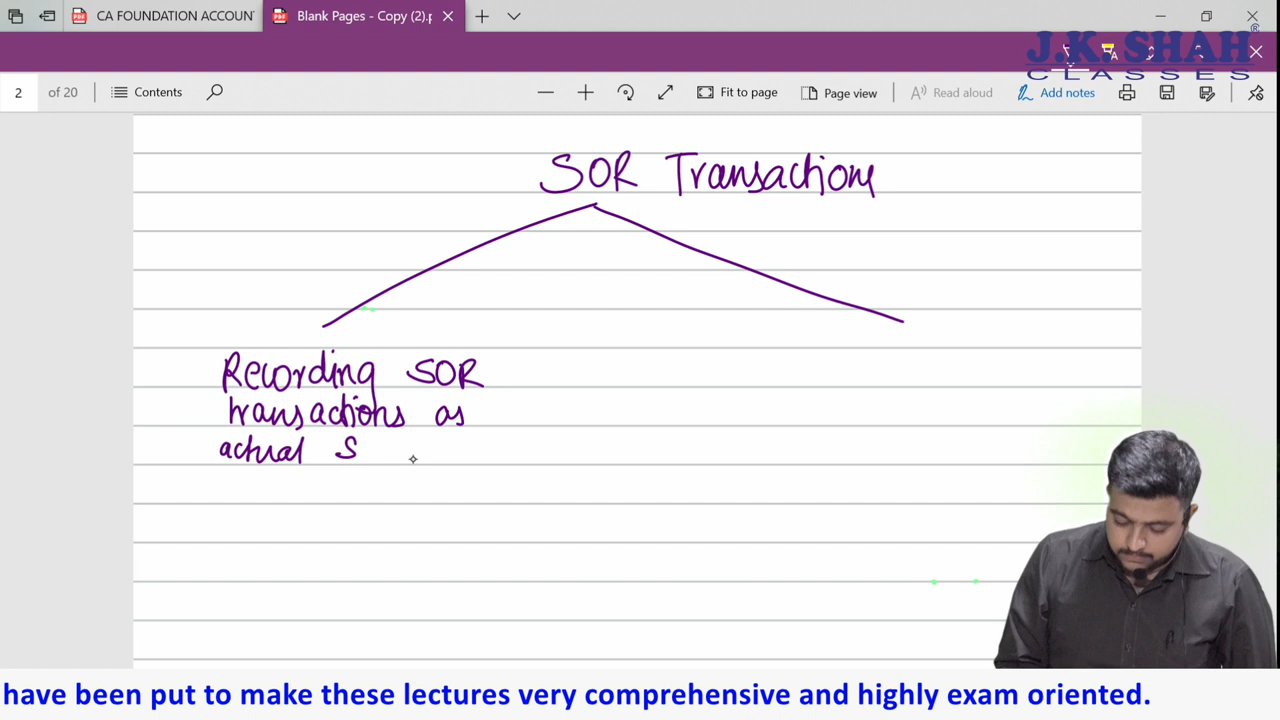 CA FOUNDATION ACCOUN
Blank Pages - Copy (2).p
J.K. SHAH
®
CLASSES
2 of 20
Contents
Fit to page
Page view
Read aloud
Add notes
SOR Transactions
Recording SOR
transactions as
actual S
have been put to make these lectures very comprehensive and highly exam oriented.